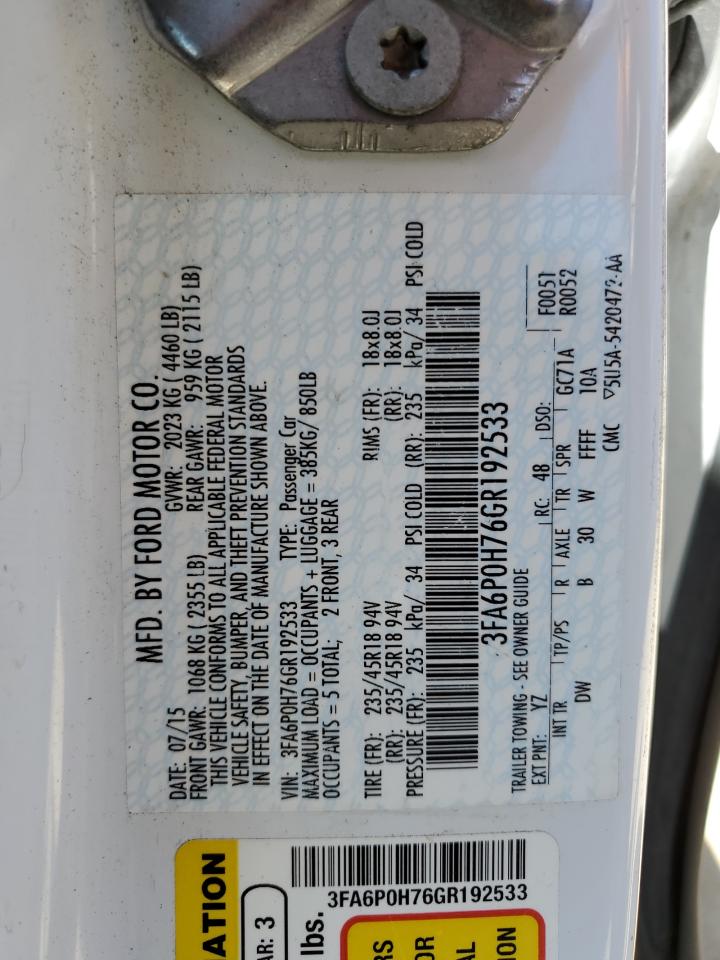 MFD. BY FORD MOTOR CO.
DATE: 07/15 GVWR: 2023 KG ( 4460 LB)
FRONT GAWR: 1068 KG ( 2355 LB) REAR GAWR: 959 KG ( 2115 LB)
THIS VEHICLE CONFORMS TO ALL APPLICABLE FEDERAL MOTOR
VEHICLE SAFETY, BUMPER, AND THEFT PREVENTION STANDARDS
IN EFFECT ON THE DATE OF MANUFACTURE SHOWN ABOVE.
VIN: 3FA6P0H76GR192533 TYPE: Passenger Car
MAXIMUM LOAD = OCCUPANTS + LUGGAGE = 385KG/ 850LB
OCCUPANTS = 5 TOTAL; 2 FRONT, 3 REAR
TIRE (FR): 235/45R18 94V RIMS (FR): 18x8.0J
(RR): 235/45R18 94V (RR): 18x8.0J
PRESSURE (FR): 235 kPa/ 34 PSI COLD (RR): 235 kPa/ 34 PSI COLD
3FA6P0H76GR192533
TRAILER TOWING - SEE OWNER GUIDE
EXT PNT: YZ RC: 48 DSO: F0051
R0052
INT TR TP/PS R AXLE TR SPR GC71A
DW B 30 W FFFF 10A
CMC ▽5U5A-5420472-AA
ATION
AR: 3
lbs.
3FA6P0H76GR192533
RS
OR
AL
ION